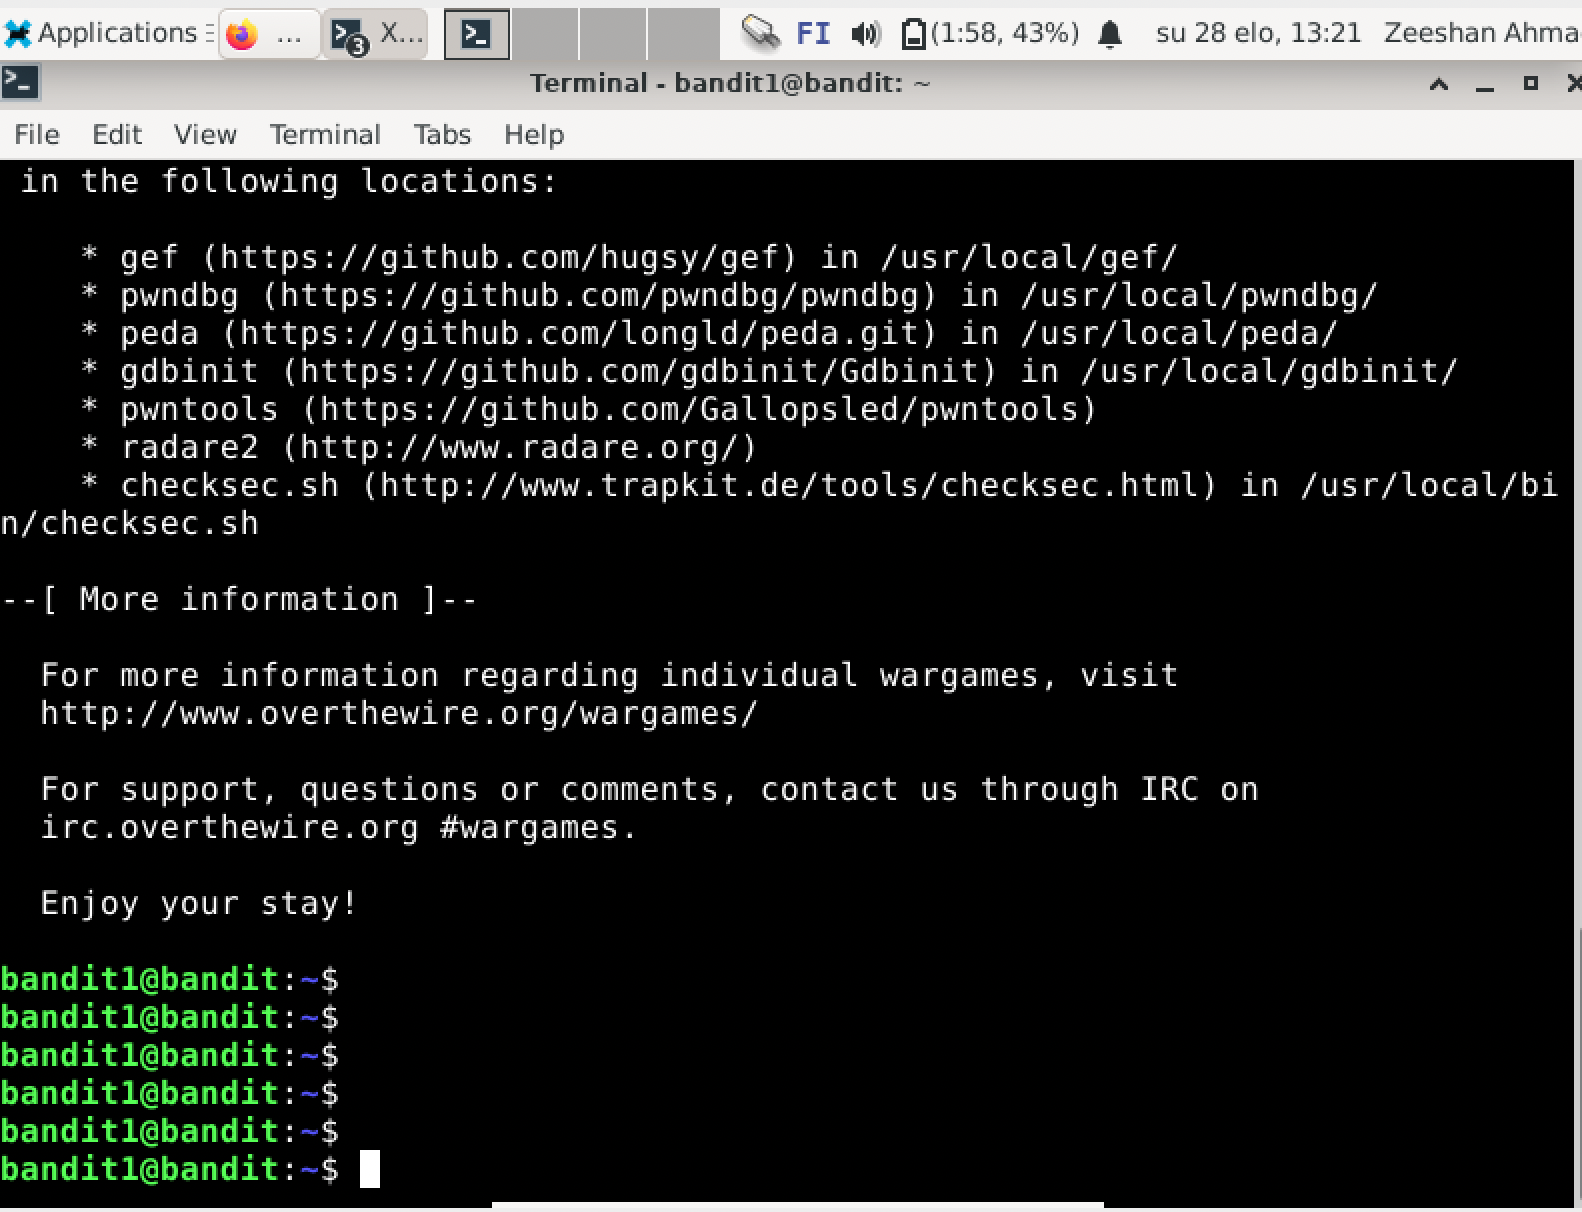 Applications ... 3 X... FI (1:58, 43%) su 28 elo, 13:21 Zeeshan Ahma
Terminal - bandit1@bandit: ~
File Edit View Terminal Tabs Help
in the following locations:
* gef (https://github.com/hugsy/gef) in /usr/local/gef/
* pwndbg (https://github.com/pwndbg/pwndbg) in /usr/local/pwndbg/
* peda (https://github.com/longld/peda.git) in /usr/local/peda/
* gdbinit (https://github.com/gdbinit/Gdbinit) in /usr/local/gdbinit/
* pwntools (https://github.com/Gallopsled/pwntools)
* radare2 (http://www.radare.org/)
* checksec.sh (http://www.trapkit.de/tools/checksec.html) in /usr/local/bi
n/checksec.sh
--[ More information ]--
For more information regarding individual wargames, visit
http://www.overthewire.org/wargames/
For support, questions or comments, contact us through IRC on
irc.overthewire.org #wargames.
Enjoy your stay!
bandit1@bandit:~$
bandit1@bandit:~$
bandit1@bandit:~$
bandit1@bandit:~$
bandit1@bandit:~$
bandit1@bandit:~$